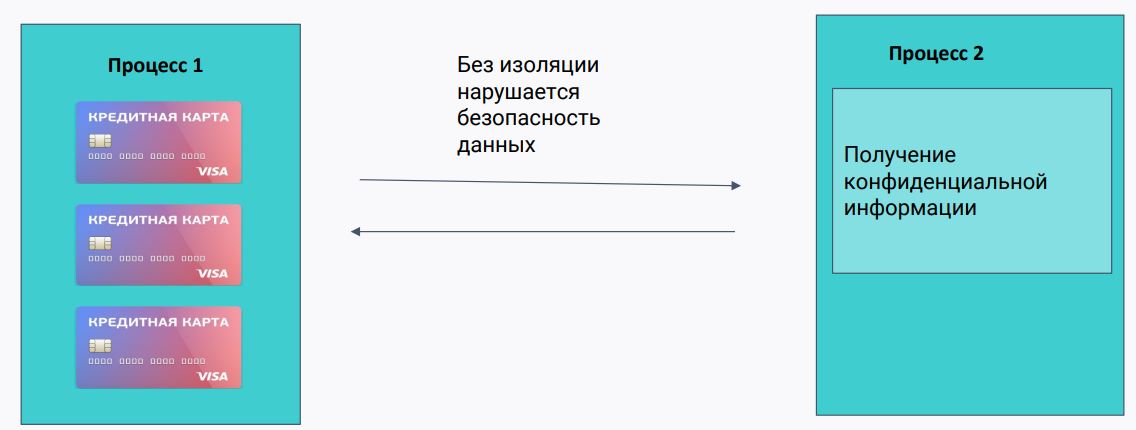 Процесс 1
КРЕДИТНАЯ КАРТА
0000 0000 0000 0000
VISA
КРЕДИТНАЯ КАРТА
0000 0000 0000 0000
VISA
КРЕДИТНАЯ КАРТА
0000 0000 0000 0000
VISA
Без изоляции
нарушается
безопасность
данных
Процесс 2
Получение
конфиденциальной
информации